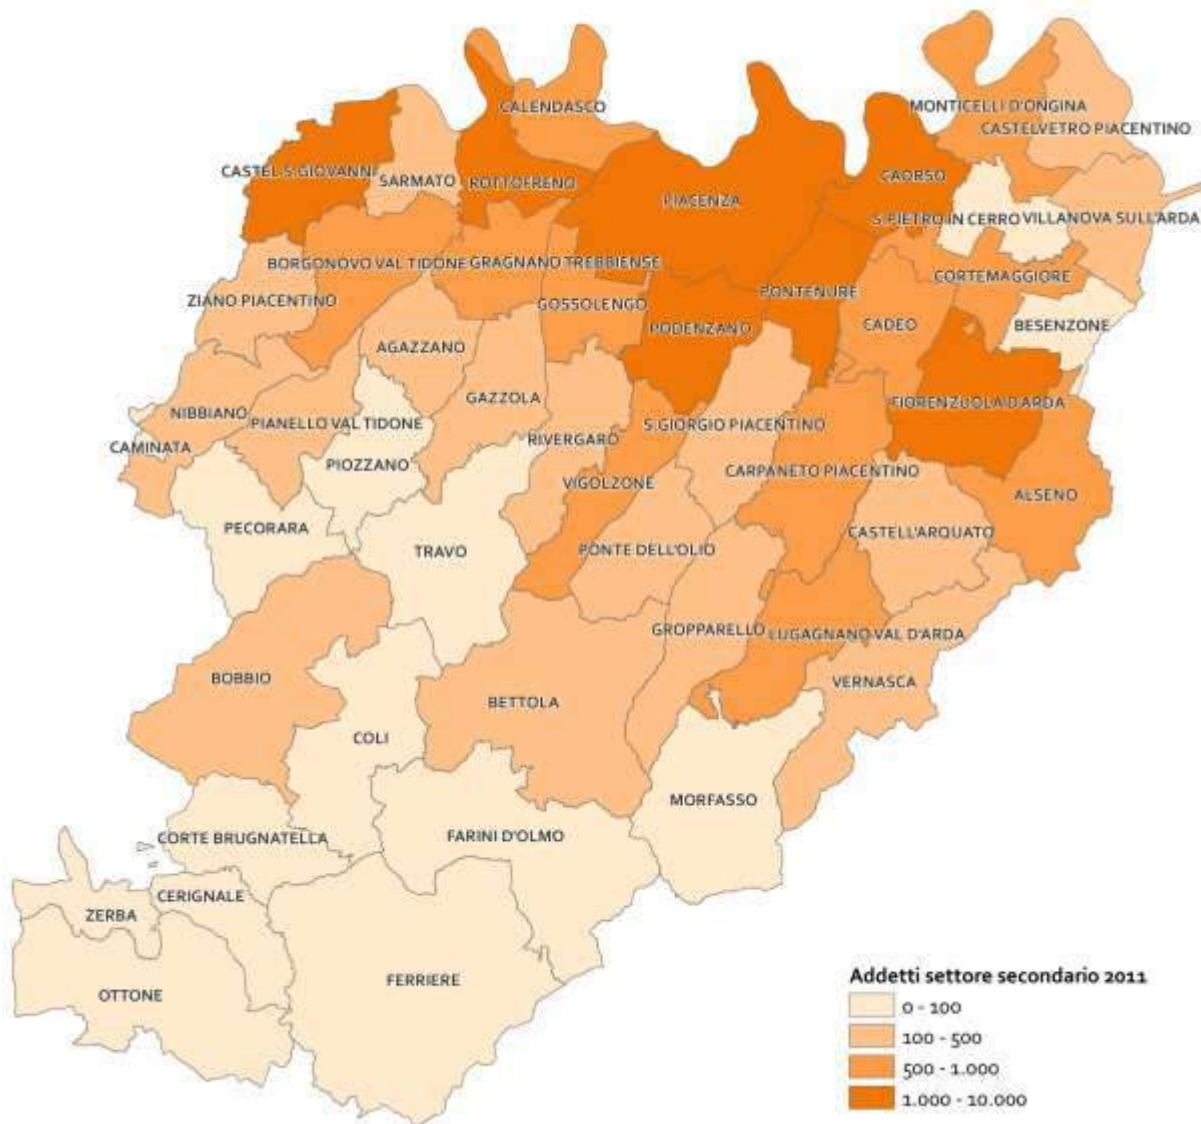 CALENDASCO
MONTICELLI D'ONGINA
CASTELVETRO PIACENTINO
CASTEL S.GIOVANNI
SARMATO
ROTTOFRENO
CAORSO
PIACENZA
S.PIETRO IN CERRO
VILLANOVA SULL'ARDA
BORGONOVO VAL TIDONE
GRAGNANO TREBBIENSE
CORTEMAGGIORE
ZIANO PIACENTINO
GOSSOLENGO
PONTENURE
PODENZANO
CADEO
BESENZONE
AGAZZANO
GAZZOLA
FIORENZUOLA D'ARDA
NIBBIANO
PIANELLO VAL TIDONE
S.GIORGIO PIACENTINO
RIVERGARO
CAMINATA
PIOZZANO
CARPANETO PIACENTINO
VIGOLZONE
ALSENO
PECORARA
TRAVO
PONTE DELL'OLIO
CASTELL'ARQUATO
GROPPARELLO
LUGAGNANO VAL D'ARDA
BOBBIO
VERNASCA
BETTOLA
COLI
MORFASSO
CORTE BRUGNATELLA
FARINI D'OLMO
CERIGNALE
ZERBA
FERRIERE
OTTONE
Addetti settore secondario 2011
0 - 100
100 - 500
500 - 1.000
1.000 - 10.000